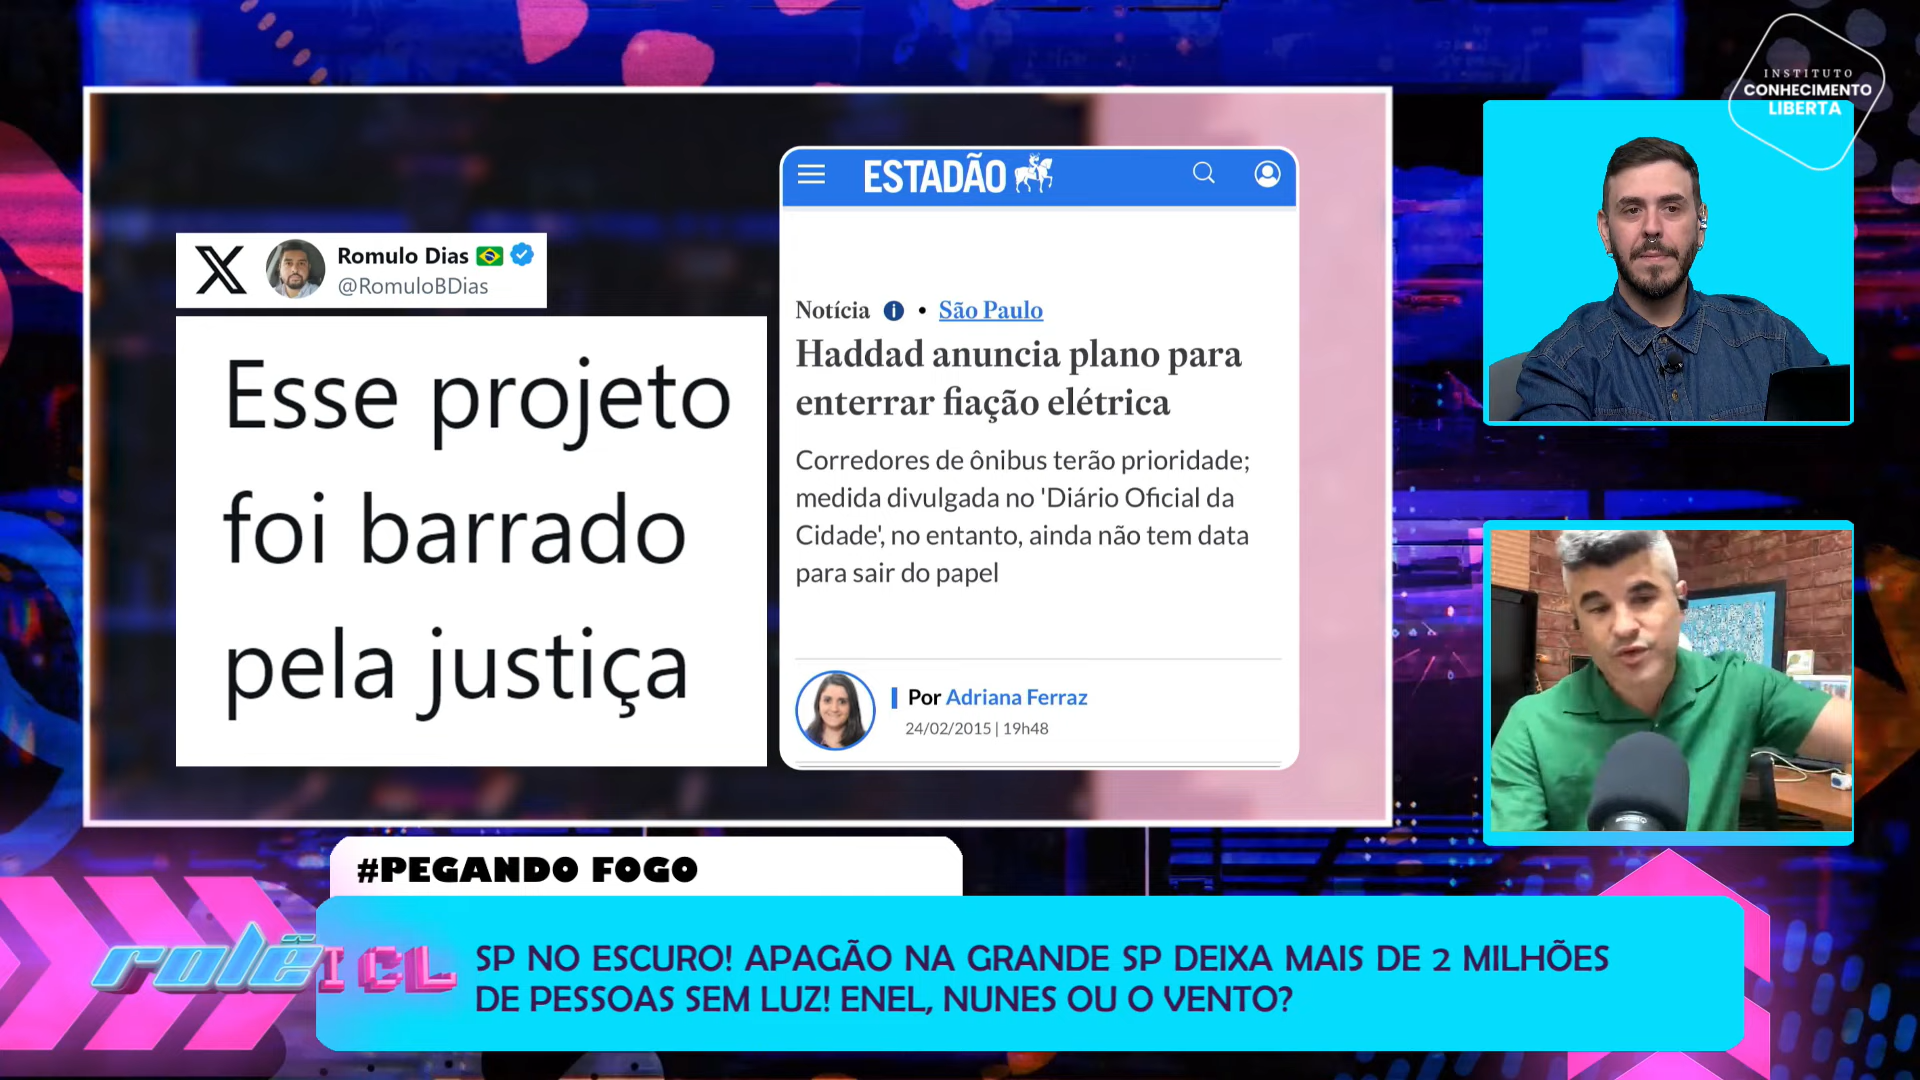 INSTITUTO
CONHECIMENTO
LIBERTA
X
Romulo Dias
@RomuloBDias
Esse projeto
foi barrado
pela justiça
ESTADÃO
Notícia i • São Paulo
Haddad anuncia plano para
enterrar fiação elétrica
Corredores de ônibus terão prioridade;
medida divulgada no 'Diário Oficial da
Cidade', no entanto, ainda não tem data
para sair do papel
Por Adriana Ferraz
24/02/2015 | 19h48
#PEGANDO FOGO
rolê ICL
SP NO ESCURO! APAGÃO NA GRANDE SP DEIXA MAIS DE 2 MILHÕES
DE PESSOAS SEM LUZ! ENEL, NUNES OU O VENTO?